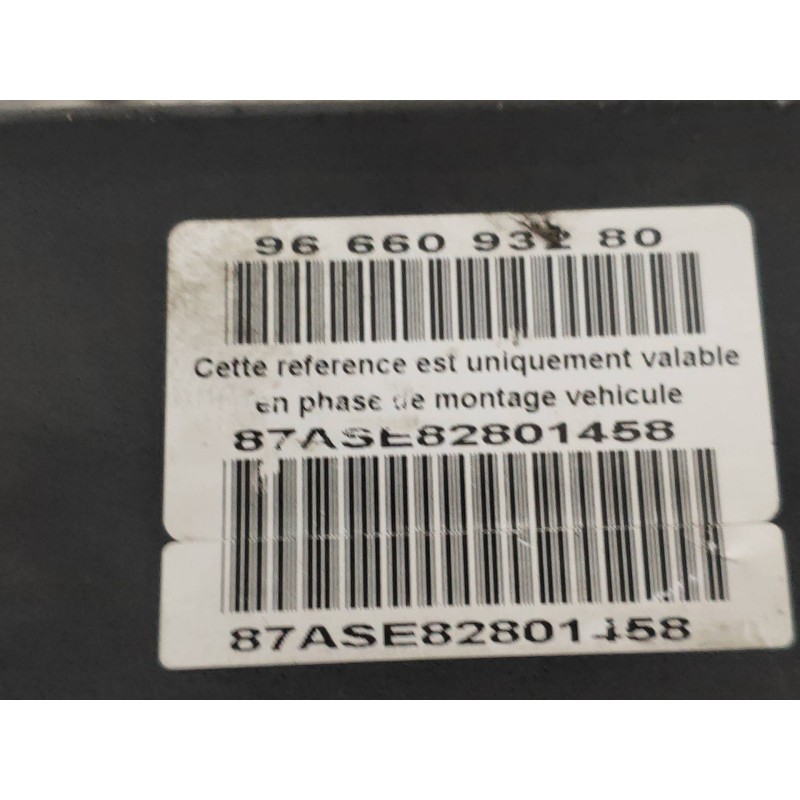 96 660 932 80
Cette reference est uniquement valable
en phase de montage vehicule
87ASE82801458
87ASE82801458